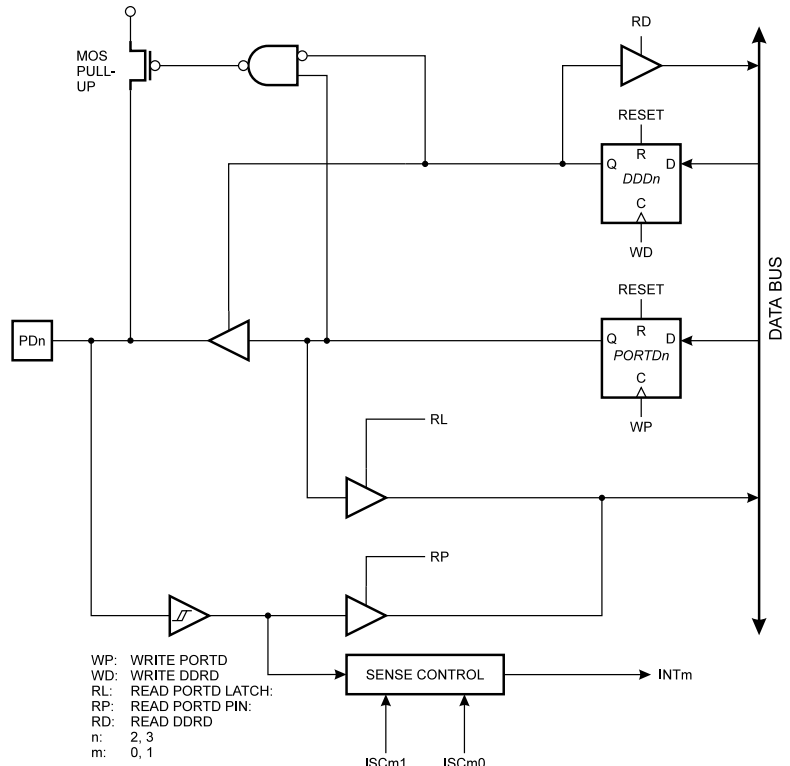 RD
MOS
PULL-
UP
RESET
R
Q
D
DDDn
C
WD
DATA BUS
RESET
R
PDn
Q
D
PORTDn
C
WP
RL
RP
WP: WRITE PORTD
WD: WRITE DDRD
RL: READ PORTD LATCH:
RP: READ PORTD PIN:
RD: READ DDRD
n: 2, 3
m: 0, 1
SENSE CONTROL
INTm
ISCm1
ISCm0